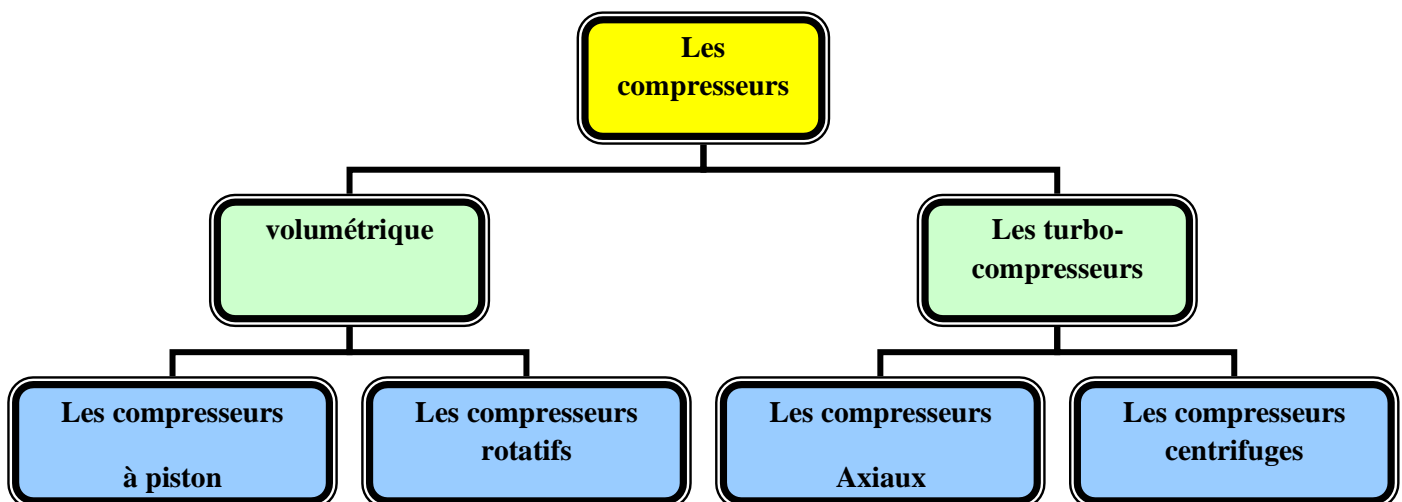 Les
compresseurs
volumétrique
Les turbo-
compresseurs
Les compresseurs
à piston
Les compresseurs
rotatifs
Les compresseurs
Axiaux
Les compresseurs
centrifuges